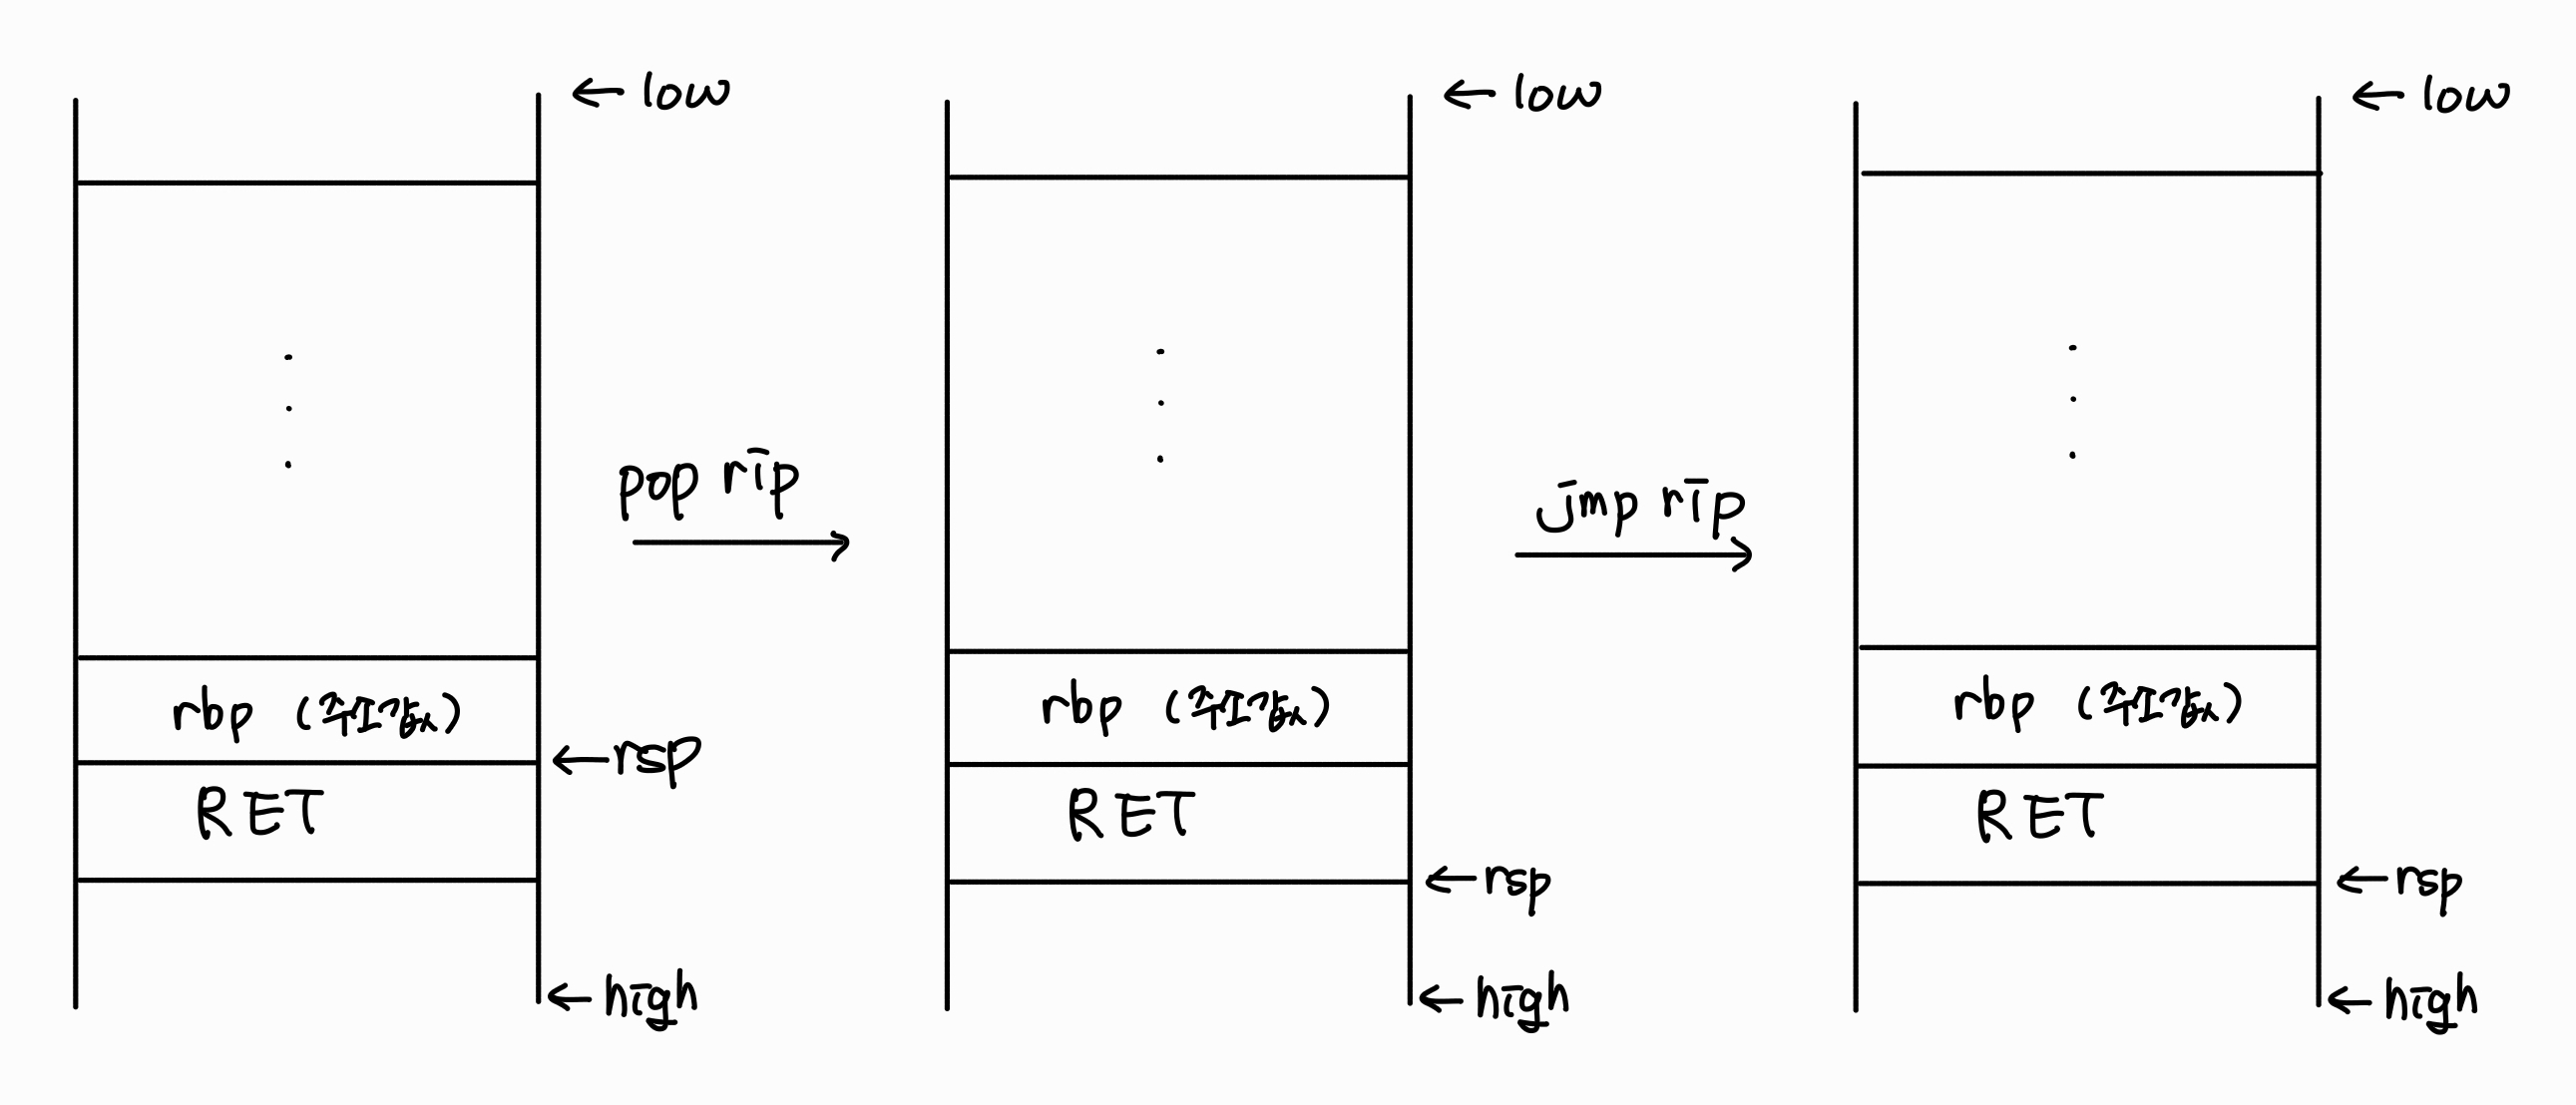 ← low
rbp (주소값)
← rsp
RET
← high
pop rip
← low
rbp (주소값)
RET
← rsp
← high
jmp rip
← low
rbp (주소값)
RET
← rsp
← high